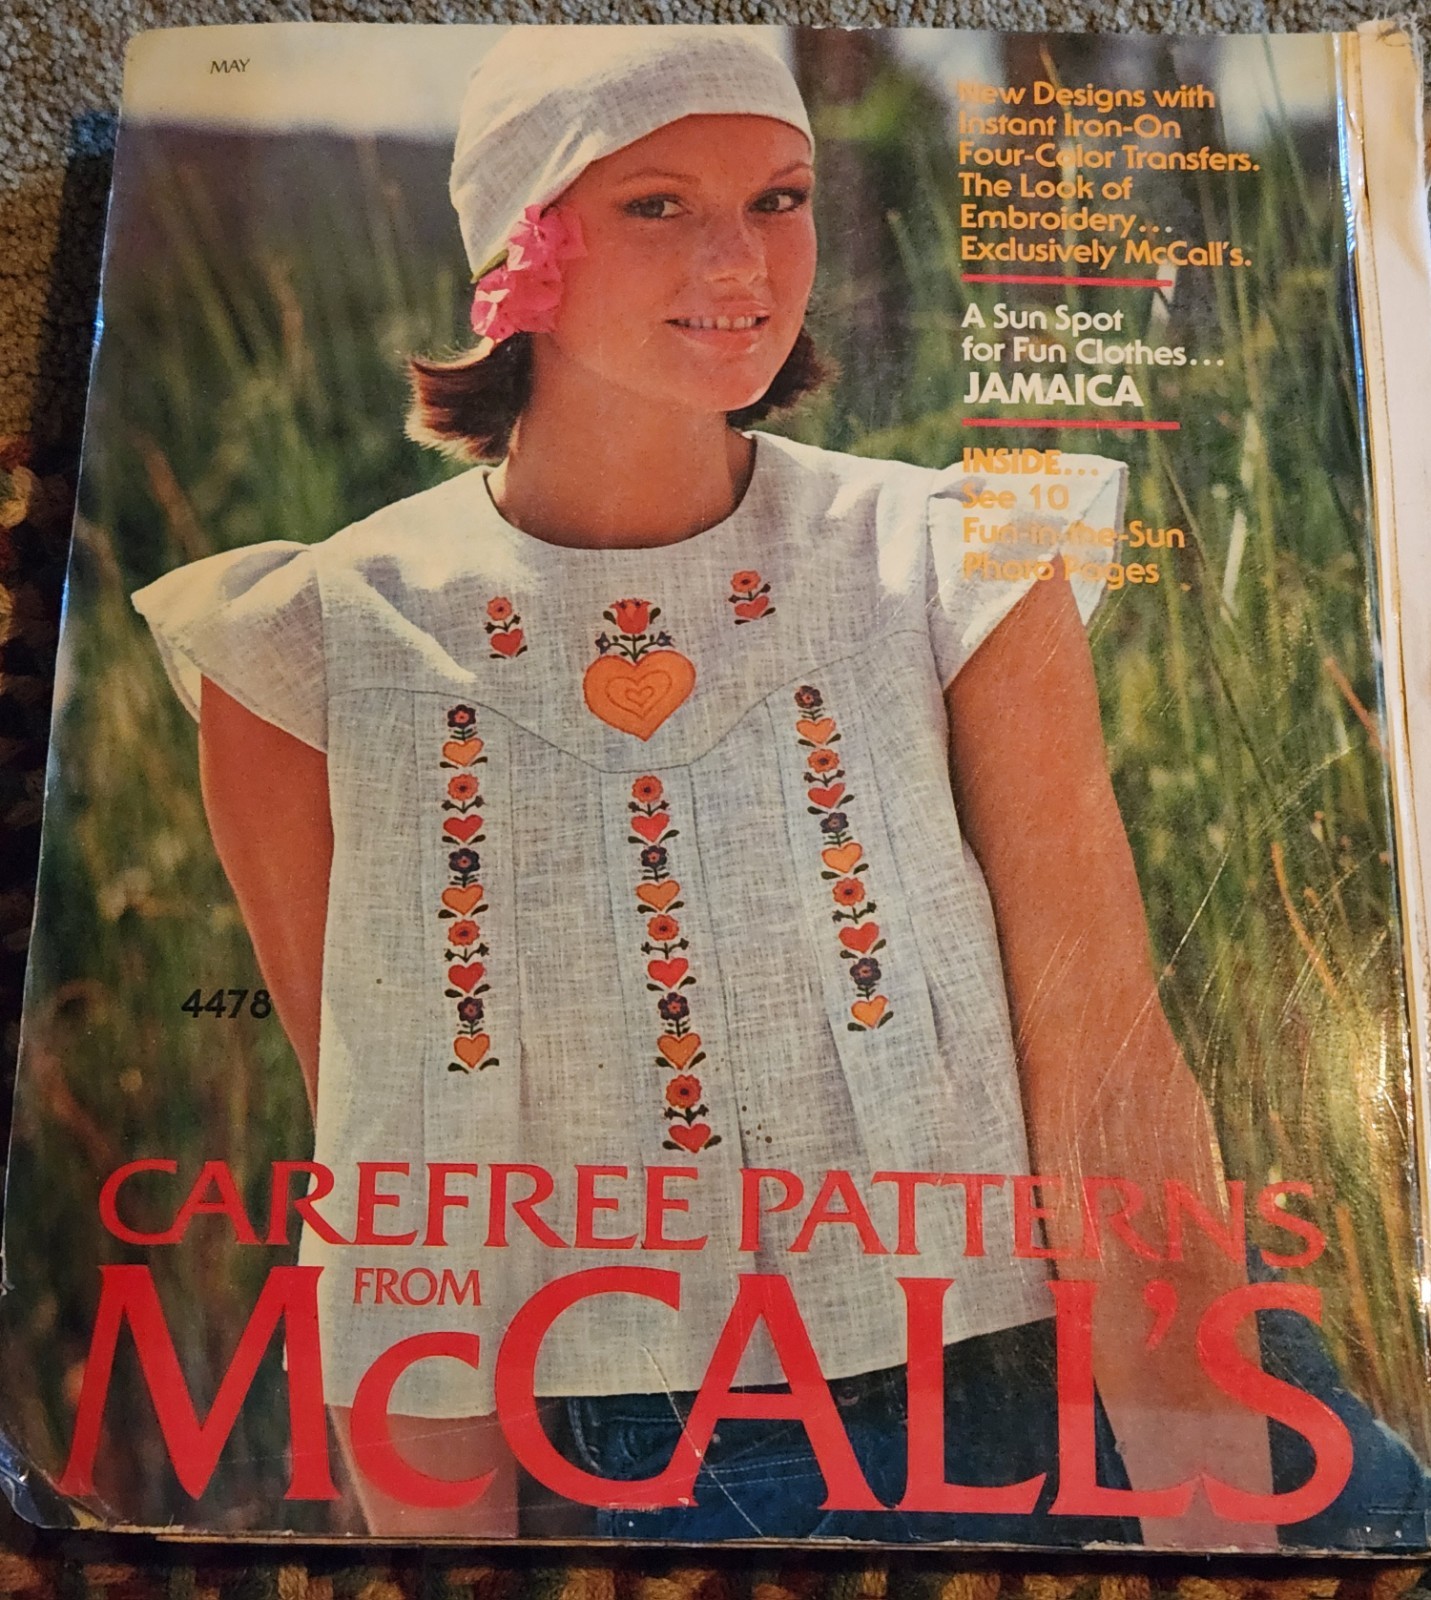 MAY
New Designs with
Instant Iron-On
Four-Color Transfers.
The Look of
Embroidery...
Exclusively McCall's.
A Sun Spot
for Fun Clothes...
JAMAICA
INSIDE...
See 10
Fun-in-the-Sun
Photo Pages
4478
CAREFREE PATTERNS
FROM
McCALL'S